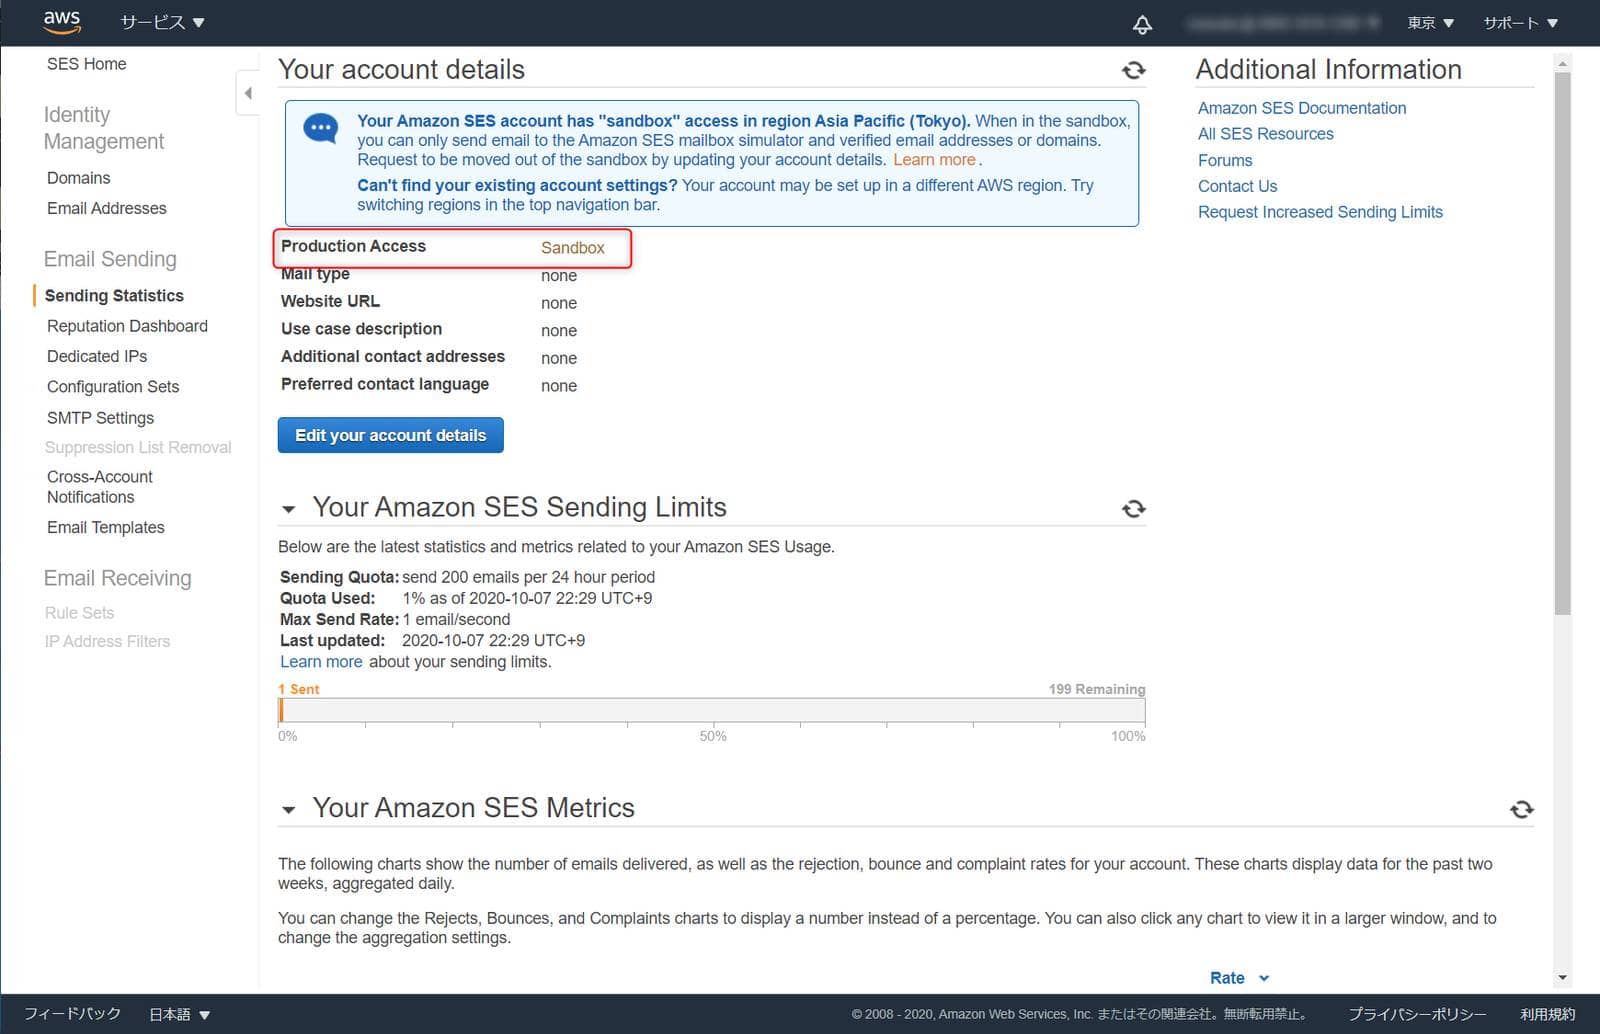 aws
サービス
東京
サポート
SES Home
Identity
Management
Domains
Email Addresses
Email Sending
Sending Statistics
Reputation Dashboard
Dedicated IPs
Configuration Sets
SMTP Settings
Suppression List Removal
Cross-Account
Notifications
Email Templates
Email Receiving
Rule Sets
IP Address Filters
Your account details
Your Amazon SES account has "sandbox" access in region Asia Pacific (Tokyo). When in the sandbox,
you can only send email to the Amazon SES mailbox simulator and verified email addresses or domains.
Request to be moved out of the sandbox by updating your account details. Learn more.
Can't find your existing account settings? Your account may be set up in a different AWS region. Try
switching regions in the top navigation bar.
Production Access Sandbox
Mail type none
Website URL none
Use case description none
Additional contact addresses none
Preferred contact language none
Edit your account details
Your Amazon SES Sending Limits
Below are the latest statistics and metrics related to your Amazon SES Usage.
Sending Quota: send 200 emails per 24 hour period
Quota Used: 1% as of 2020-10-07 22:29 UTC+9
Max Send Rate: 1 email/second
Last updated: 2020-10-07 22:29 UTC+9
Learn more about your sending limits.
1 Sent 199 Remaining
0% 50% 100%
Your Amazon SES Metrics
The following charts show the number of emails delivered, as well as the rejection, bounce and complaint rates for your account. These charts display data for the past two
weeks, aggregated daily.
You can change the Rejects, Bounces, and Complaints charts to display a number instead of a percentage. You can also click any chart to view it in a larger window, and to
change the aggregation settings.
Rate
Additional Information
Amazon SES Documentation
All SES Resources
Forums
Contact Us
Request Increased Sending Limits
フィードバック
日本語
© 2008 - 2020, Amazon Web Services, Inc. またはその関連会社。無断転用禁止。
プライバシーポリシー
利用規約